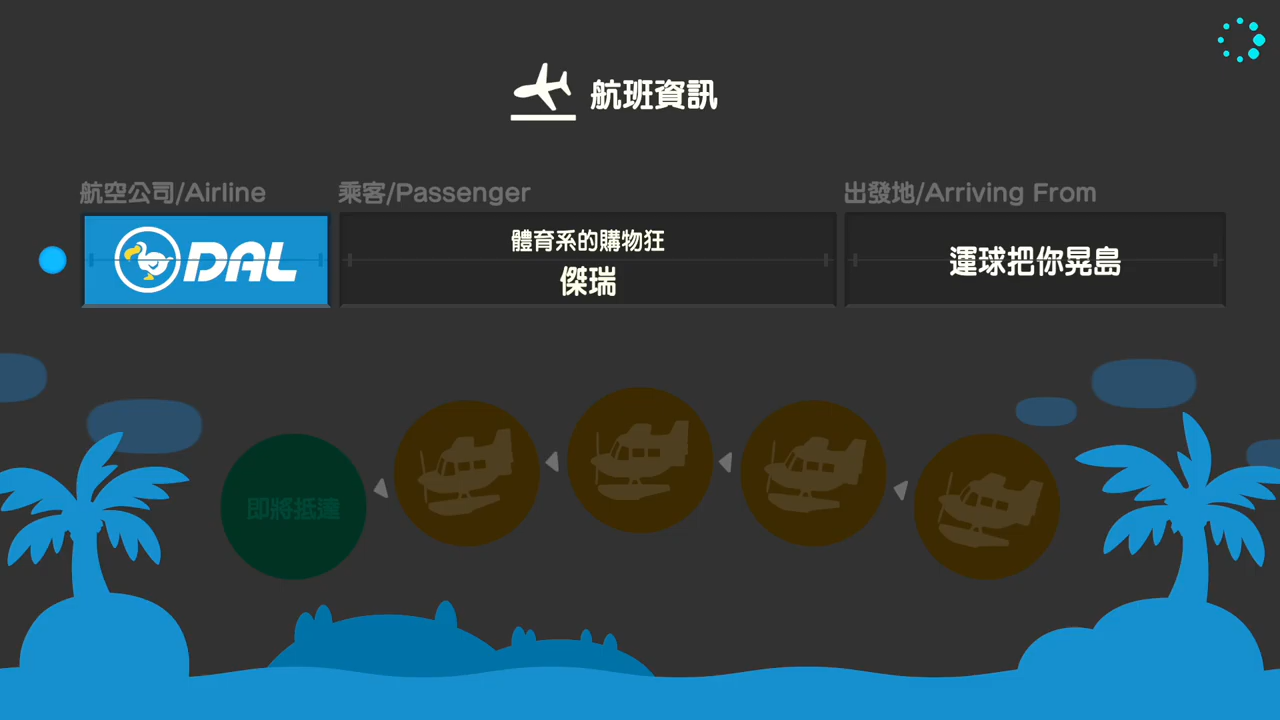 航班資訊
航空公司/Airline
乘客/Passenger
出發地/Arriving From
DAL
體育系的購物狂
傑瑞
運球把你晃島
即將抵達